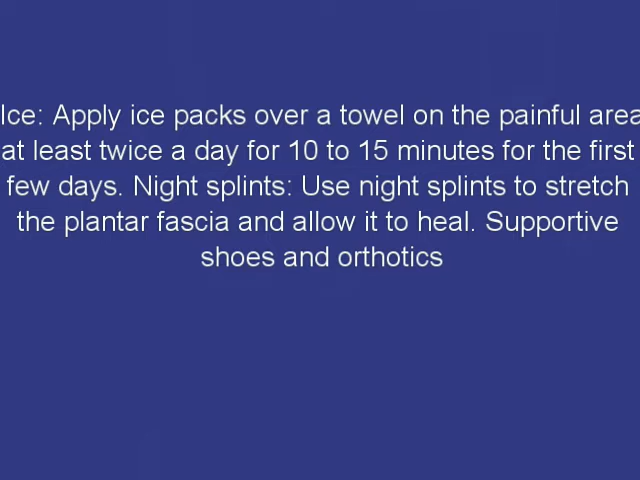 Ice: Apply ice packs over a towel on the painful area
at least twice a day for 10 to 15 minutes for the first
few days. Night splints: Use night splints to stretch
the plantar fascia and allow it to heal. Supportive
shoes and orthotics